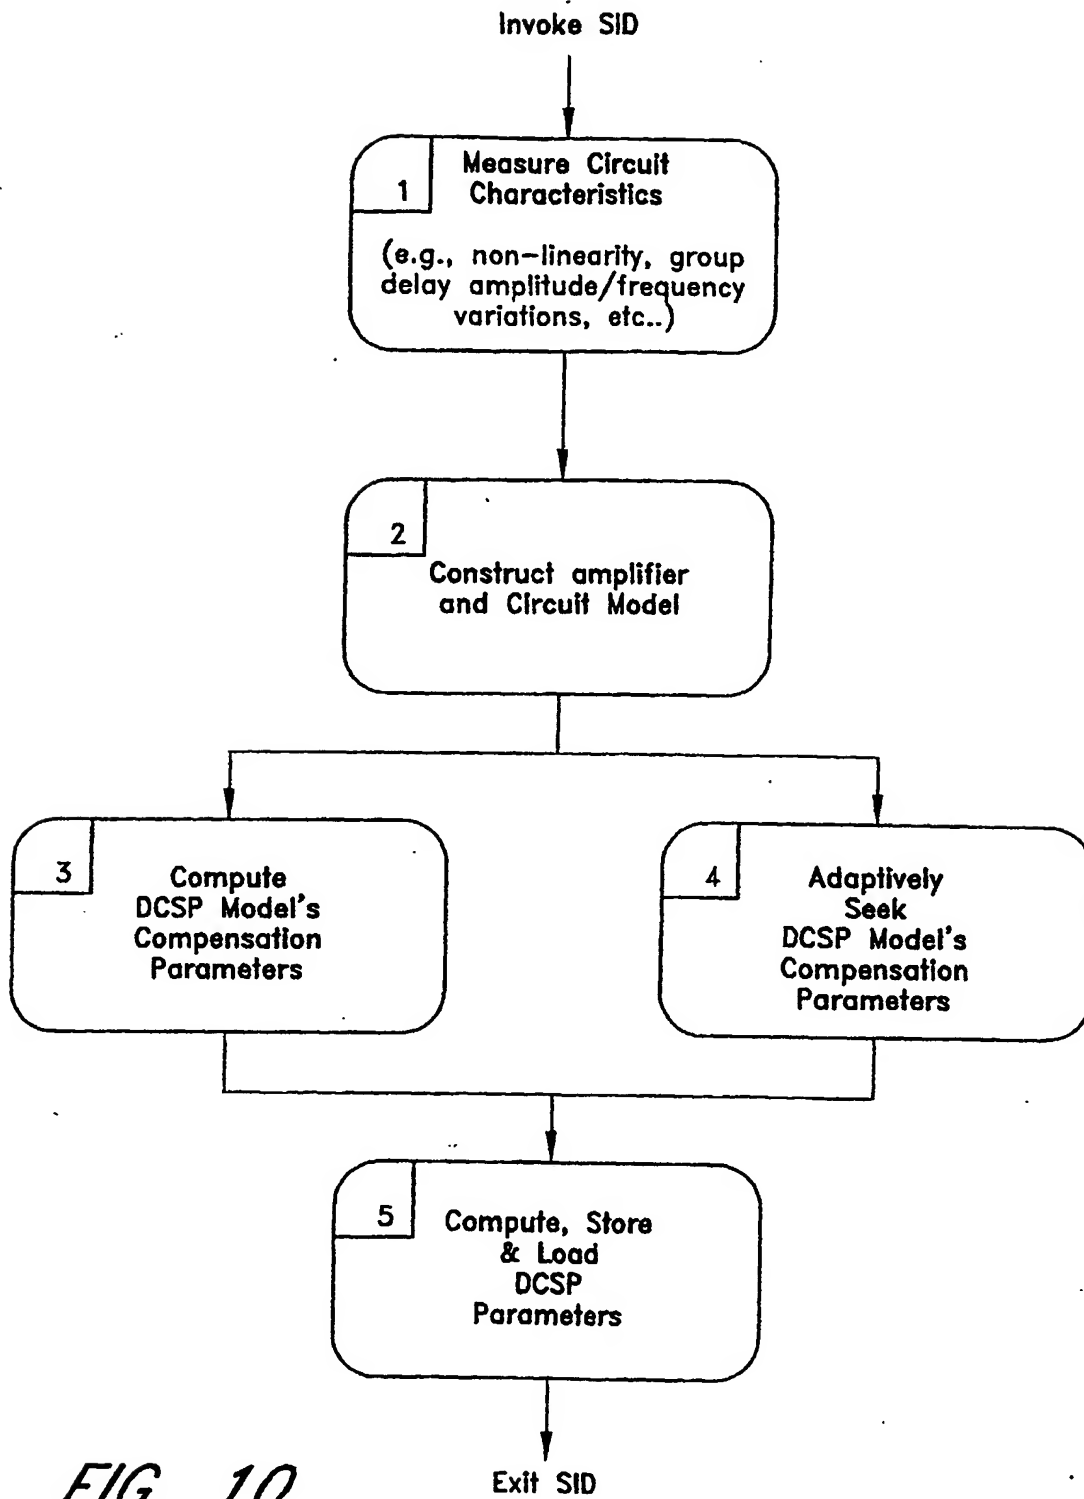 Invoke SID
1
Measure Circuit
Characteristics
(e.g., non-linearity, group
delay amplitude/frequency
variations, etc..)
2
Construct amplifier
and Circuit Model
3
Compute
DCSP Model's
Compensation
Parameters
4
Adaptively
Seek
DCSP Model's
Compensation
Parameters
5
Compute, Store
& Load
DCSP
Parameters
Exit SID
FIG. 10